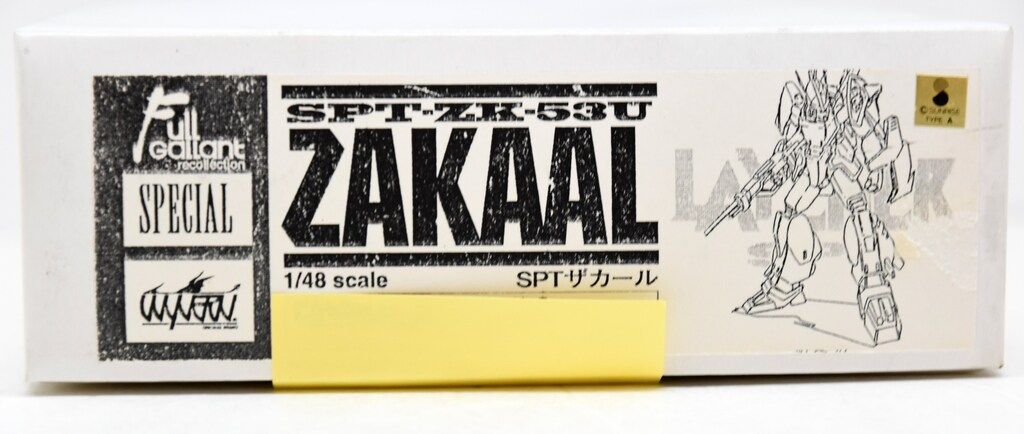 Full
Gallant
recollection
SPECIAL
SPT-ZK-53U
ZAKAAL
1/48 scale
SPTザカール
LAYZNER
©SUNRISE
TYPE A